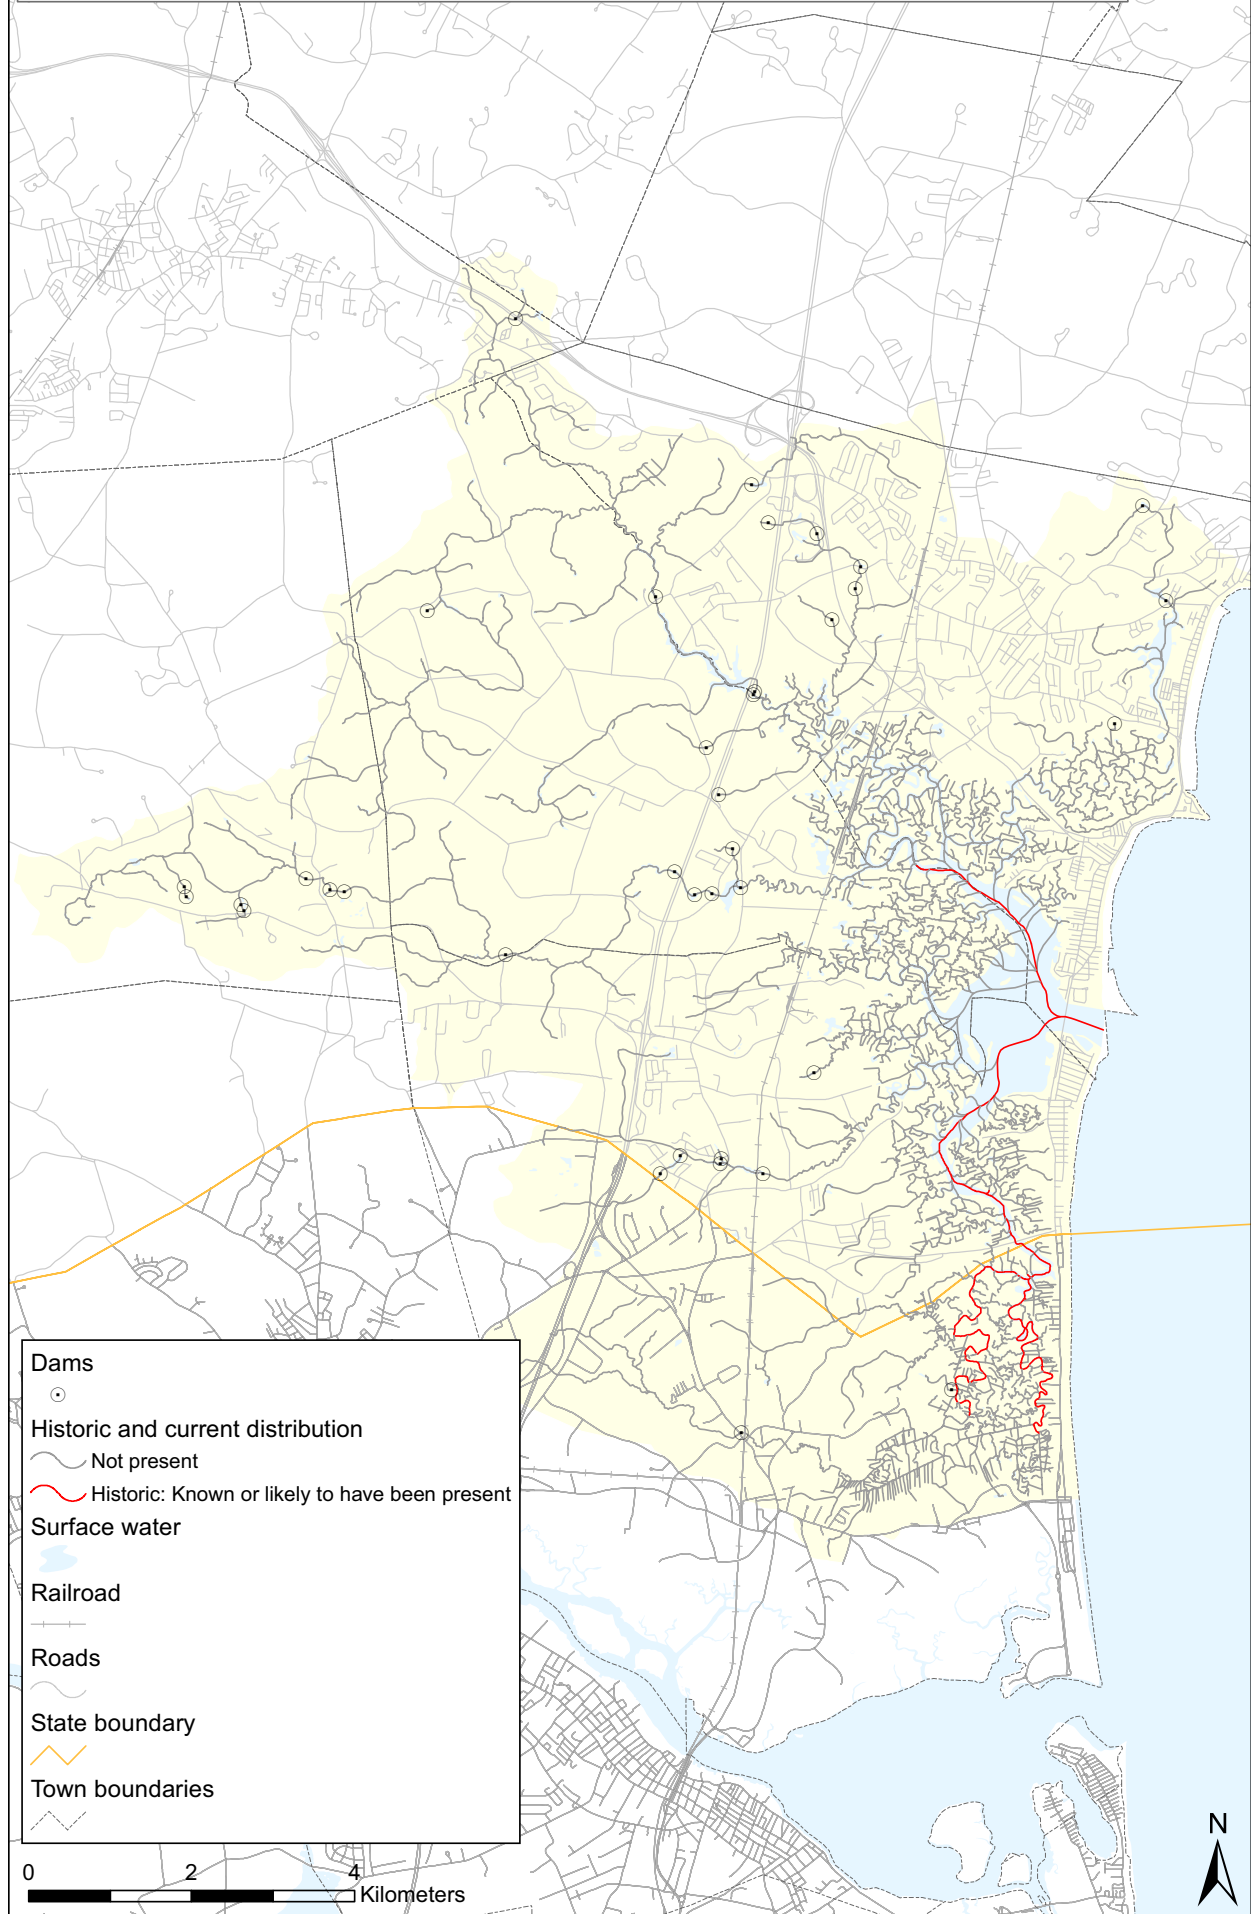 Dams
Historic and current distribution
Not present
Historic: Known or likely to have been present
Surface water
Railroad
Roads
State boundary
Town boundaries
0 2 4
Kilometers
N